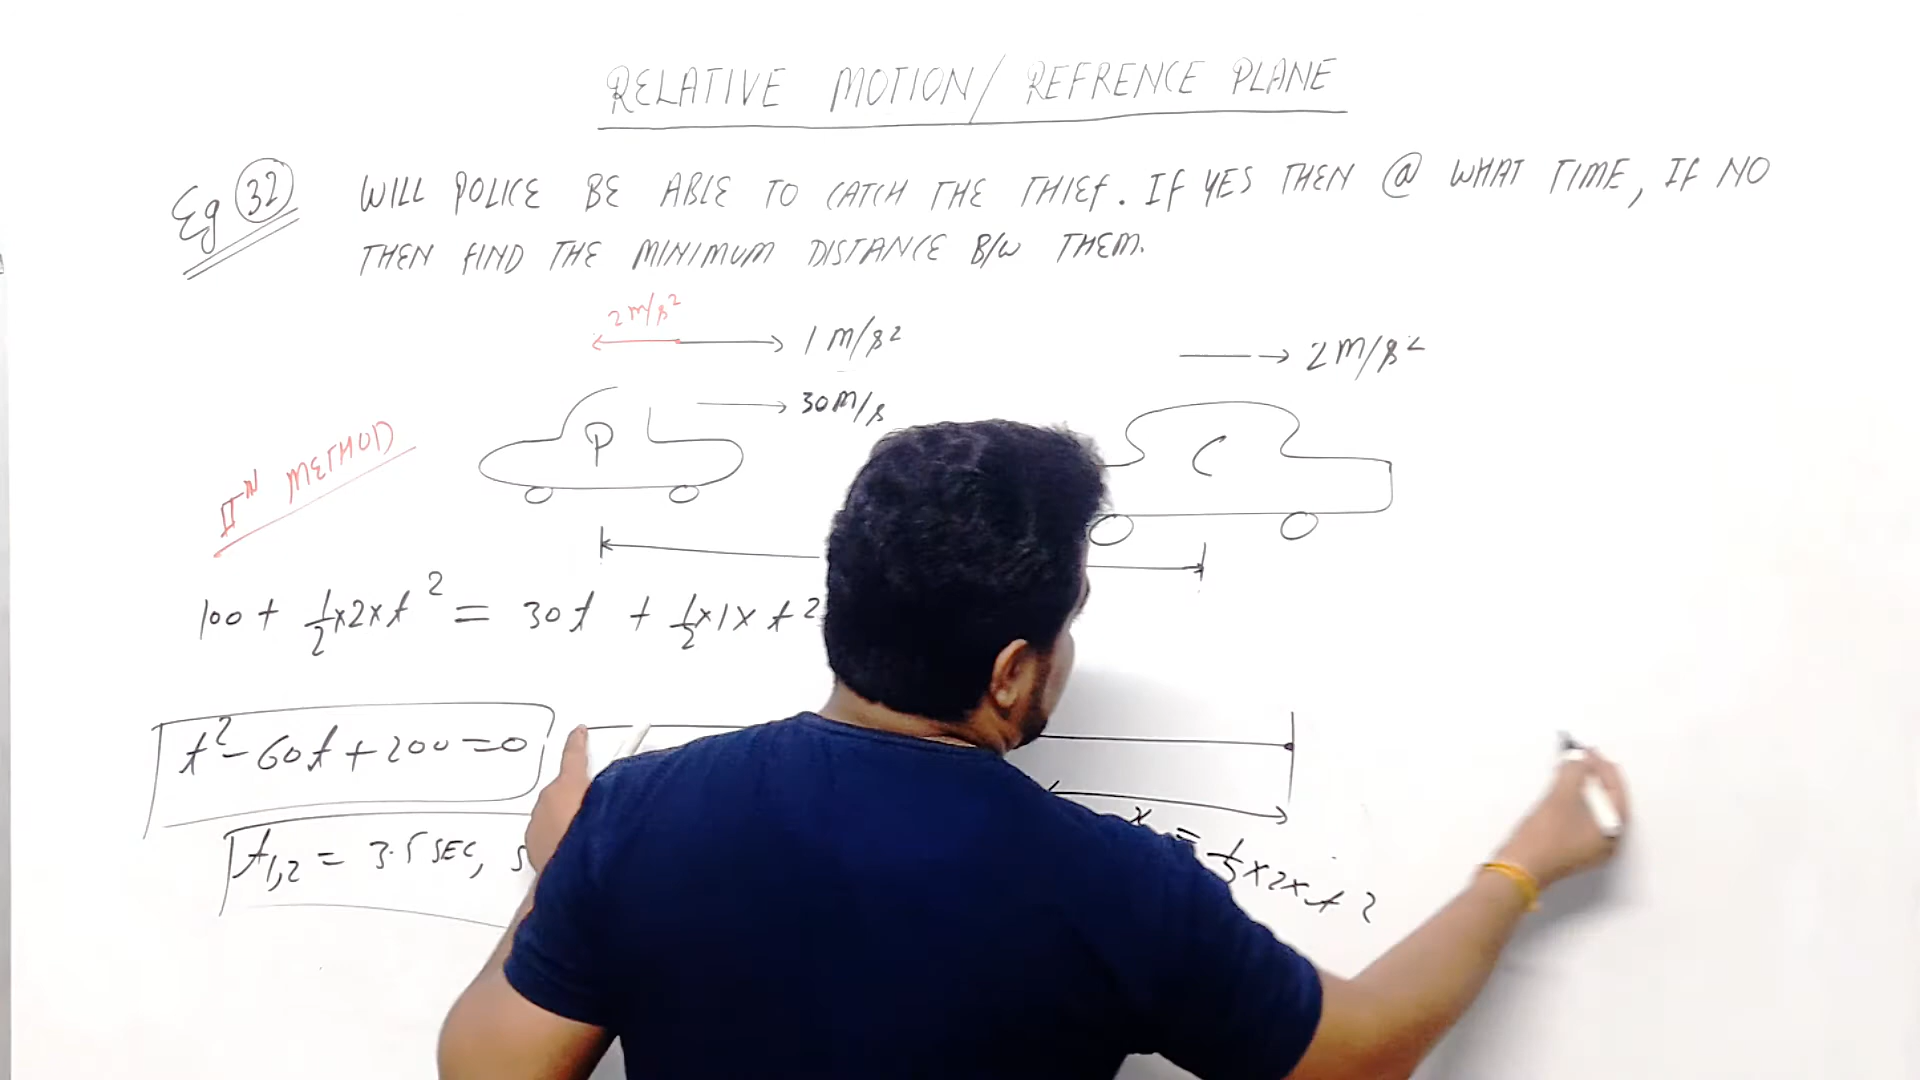 RELATIVE MOTION/ REFRENCE PLANE
Eg 32 WILL POLICE BE ABLE TO CATCH THE THIEF. IF YES THEN @ WHAT TIME, IF NO
THEN FIND THE MINIMUM DISTANCE B/W THEM.
2 m/s²
1 m/s²
2 m/s²
30 m/s
P
C
METHOD
100 + 1/2 x 2 x t² = 30t + 1/2 x 1 x t²
t² - 60t + 200 = 0
t1,2 = 3.5 SEC,
x = 1/2 x 2 x t²